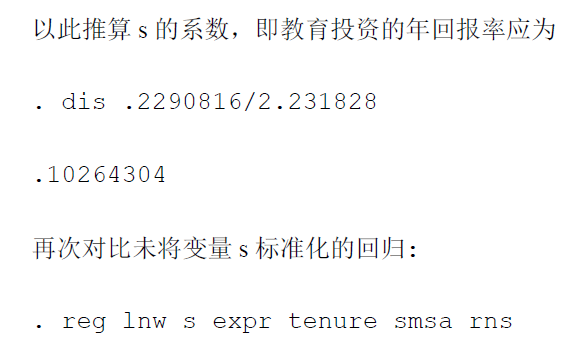 以此推算 s 的系数，即教育投资的年回报率应为
. dis .2290816/2.231828
.10264304
再次对比未将变量 s 标准化的回归：
. reg lnw s expr tenure smsa rns